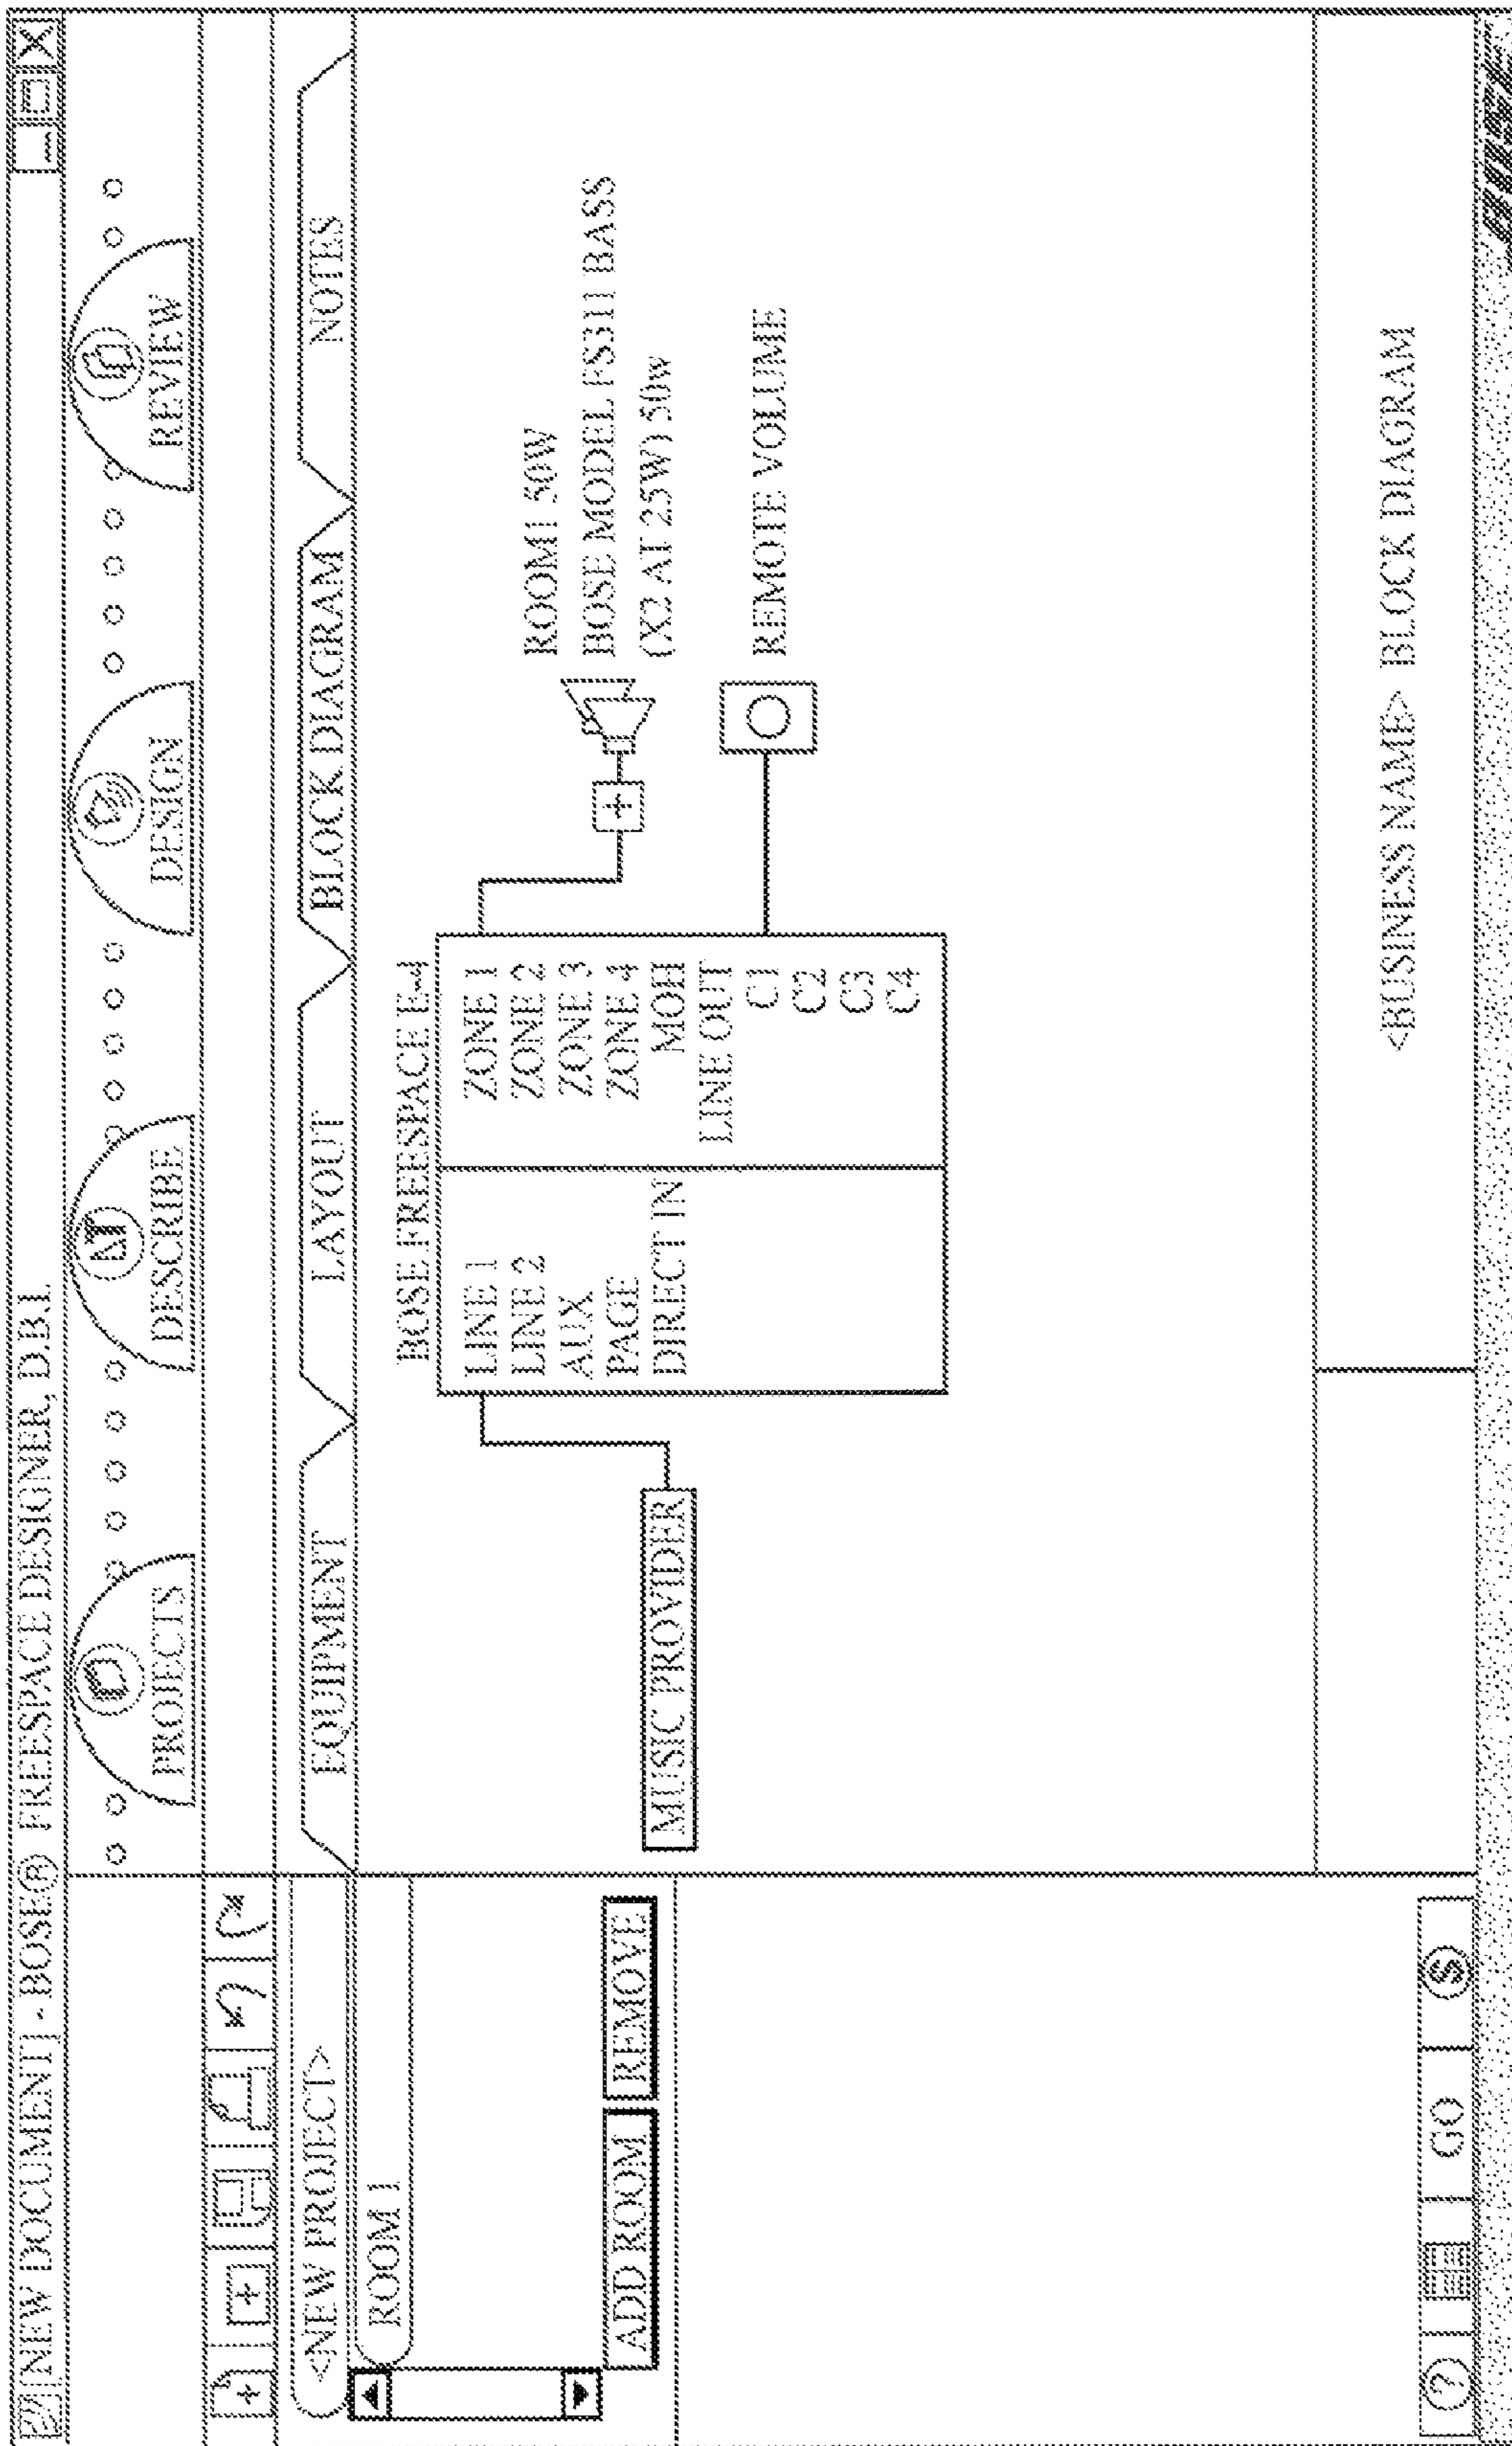 [NEW DOCUMENT] - BOSE® FREESPACE DESIGNER, D.B.I.
PROJECTS
DESCRIBE
DESIGN
REVIEW
<NEW PROJECT>
ROOM 1
ADD ROOM
REMOVE
EQUIPMENT
LAYOUT
BLOCK DIAGRAM
NOTES
BOSE FREESPACE E-4
LINE 1
LINE 2
AUX
PAGE
DIRECT IN
ZONE 1
ZONE 2
ZONE 3
ZONE 4
MOH
LINE OUT
C1
C2
C3
C4
MUSIC PROVIDER
ROOM1 50W
BOSE MODEL FS3II BASS
(X2 AT 25W) 50w
REMOTE VOLUME
? GO $
<BUSINESS NAME> BLOCK DIAGRAM